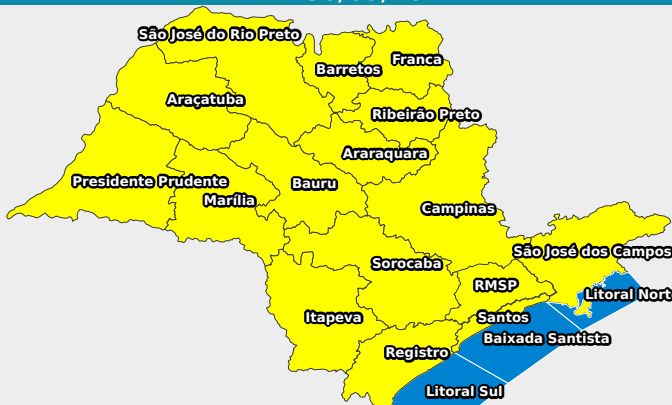 São José do Rio Preto
Franca
Barretos
Araçatuba
Ribeirão Preto
Araraquara
Presidente Prudente
Bauru
Marília
Campinas
São José dos Campos
Sorocaba
RMSP
Litoral Nort
Itapeva
Santos
Baixada Santista
Registro
Litoral Sul